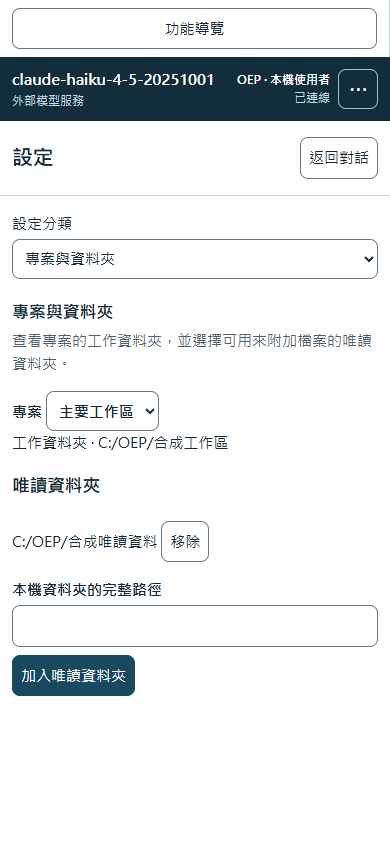 功能導覽
claude-haiku-4-5-20251001
外部模型服務
OEP · 本機使用者
已連線
···
設定
返回對話
設定分類
專案與資料夾
專案與資料夾
查看專案的工作資料夾，並選擇可用來附加檔案的唯讀
資料夾。
專案 主要工作區
工作資料夾 · C:/OEP/合成工作區
唯讀資料夾
C:/OEP/合成唯讀資料 移除
本機資料夾的完整路徑
加入唯讀資料夾